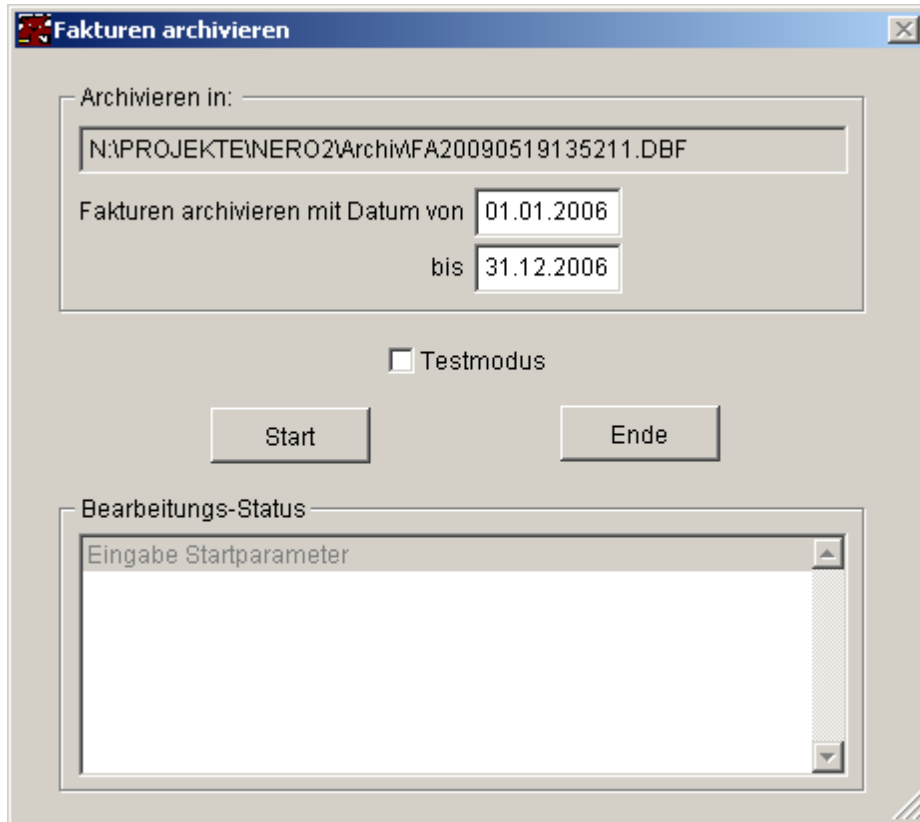 Fakturen archivieren
Archivieren in:
N:\PROJEKTE\NERO2\Archiv\FA20090519135211.DBF
Fakturen archivieren mit Datum von 01.01.2006
bis 31.12.2006
Testmodus
Start Ende
Bearbeitungs-Status
Eingabe Startparameter